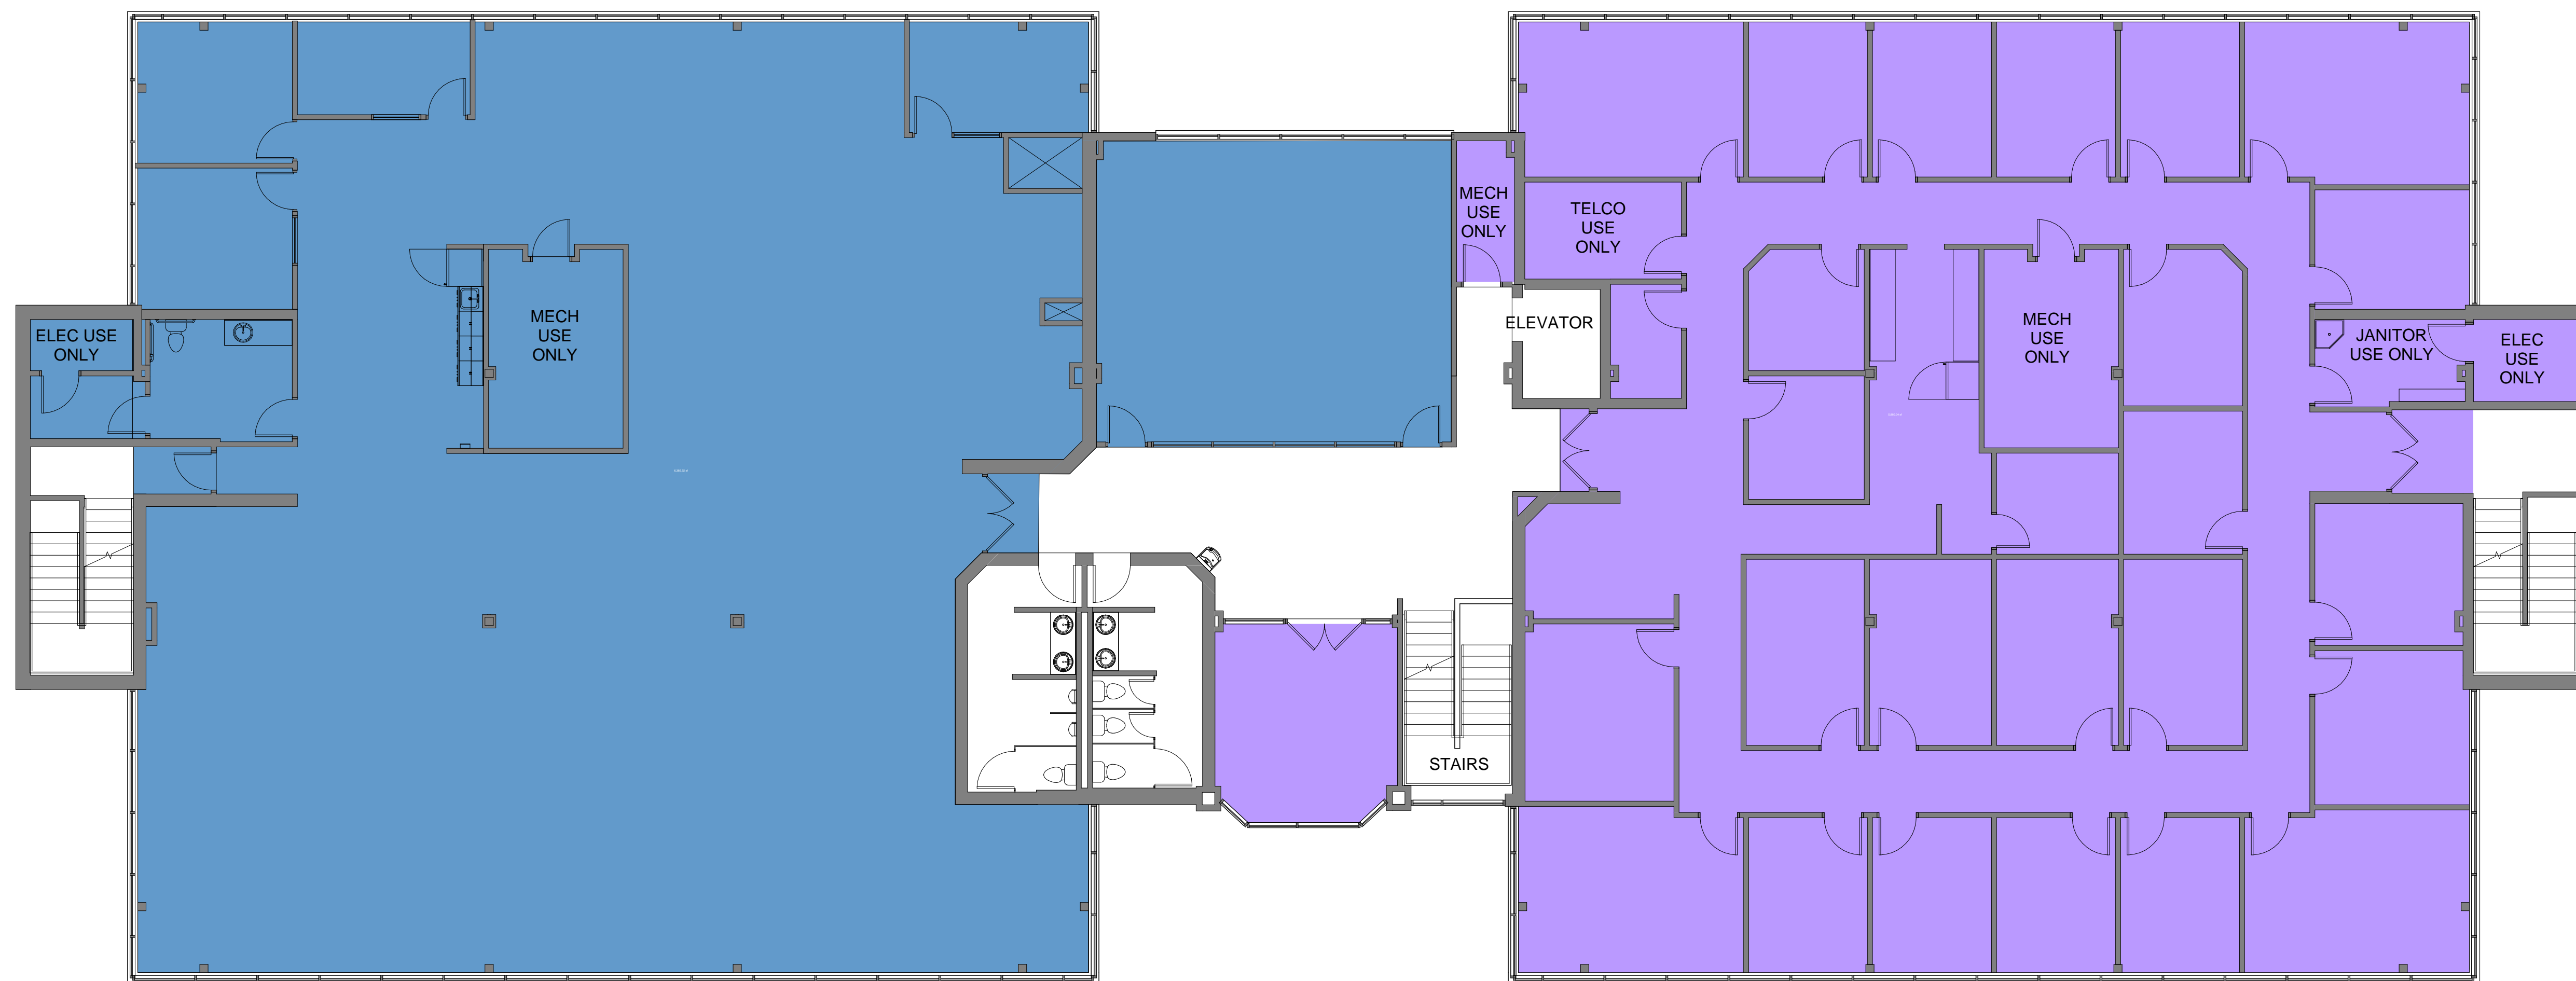 MECH
USE
ONLY
TELCO
USE
ONLY
ELEC USE
ONLY
MECH
USE
ONLY
ELEVATOR
MECH
USE
ONLY
JANITOR
USE ONLY
ELEC
USE
ONLY
STAIRS